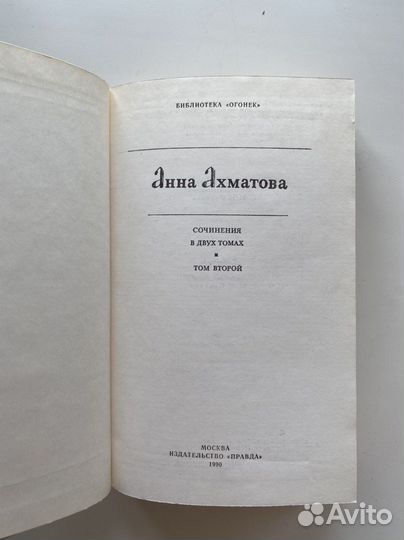 БИБЛИОТЕКА «ОГОНЕК»
Анна Ахматова
СОЧИНЕНИЯ
В ДВУХ ТОМАХ
ТОМ ВТОРОЙ
МОСКВА
ИЗДАТЕЛЬСТВО «ПРАВДА»
1990
Avito